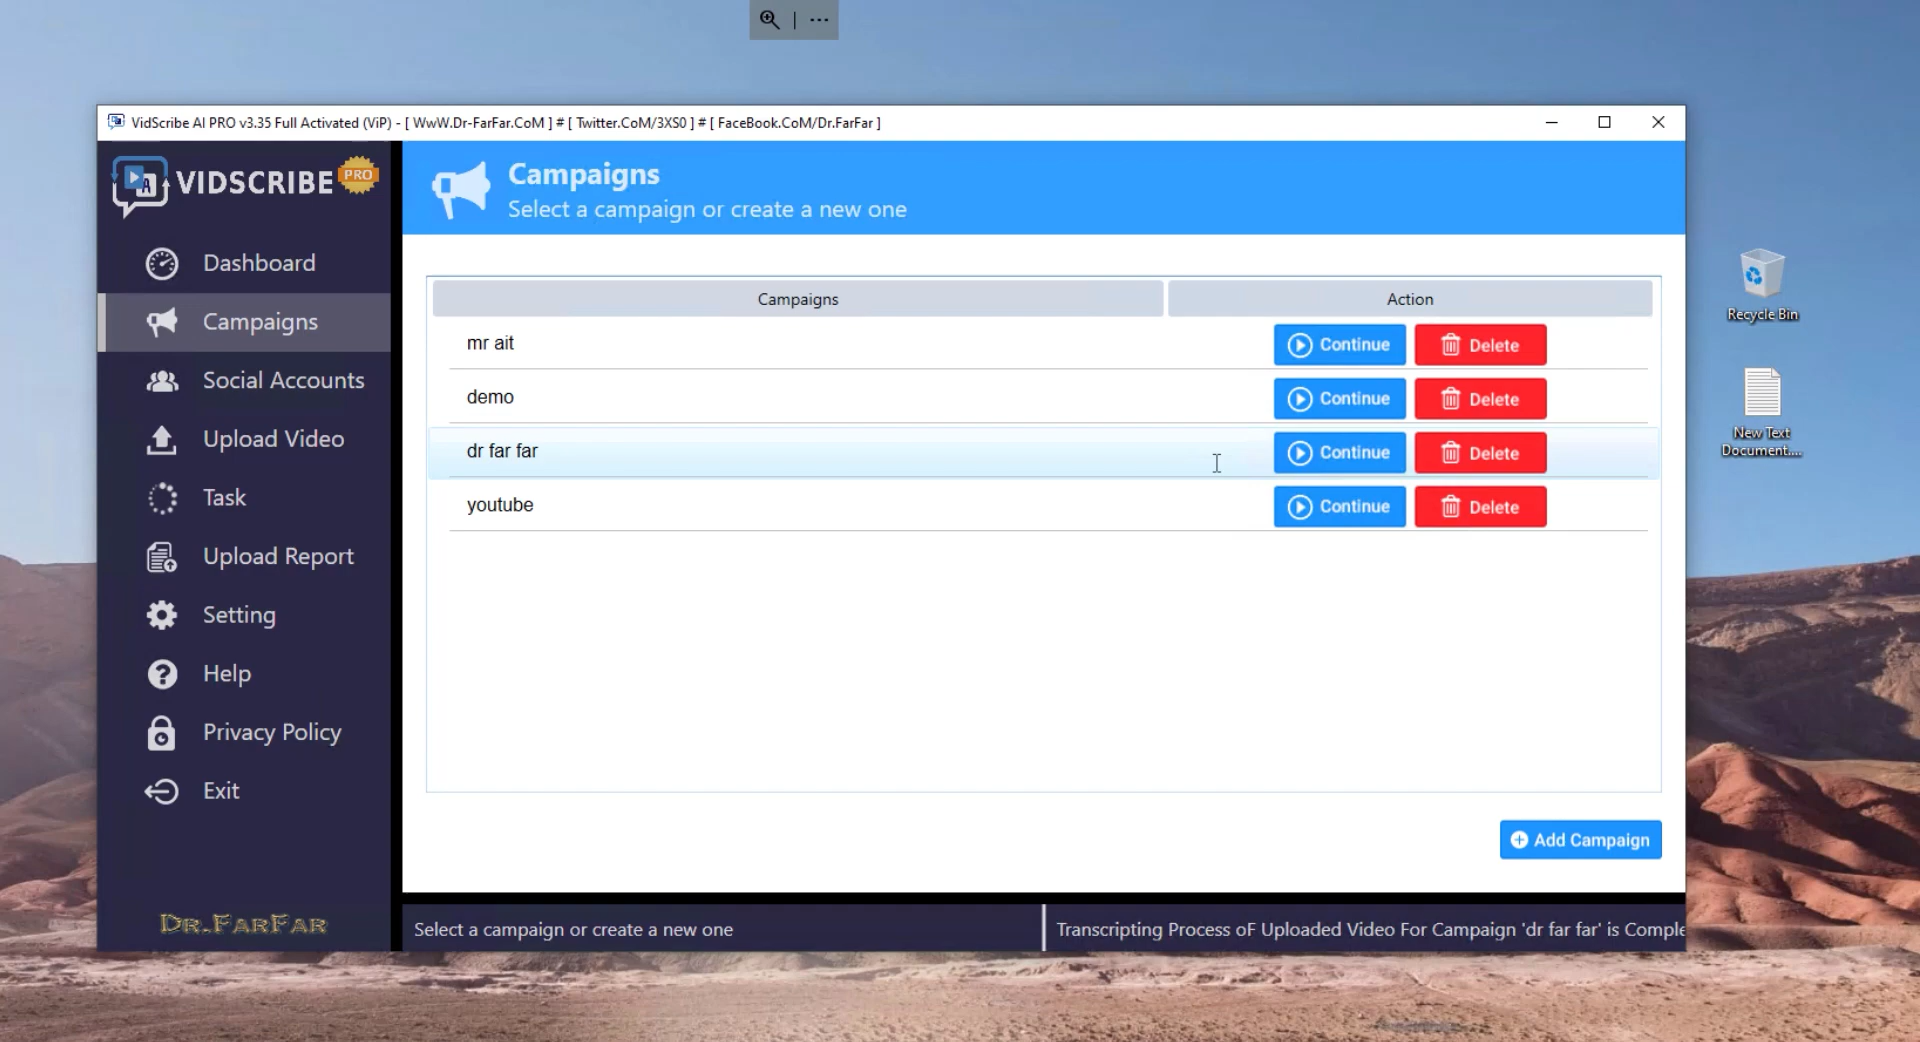 VidScribe AI PRO v3.35 Full Activated (ViP) - [ WwW.Dr-FarFar.CoM ] # [ Twitter.CoM/3XS0 ] # [ FaceBook.CoM/Dr.FarFar ]
A VIDSCRIBE PRO
Campaigns
Select a campaign or create a new one
Dashboard
Campaigns
Social Accounts
Upload Video
Task
Upload Report
Setting
Help
Privacy Policy
Exit
DR.FARFAR
Campaigns Action
mr ait Continue Delete
demo Continue Delete
dr far far Continue Delete
youtube Continue Delete
Add Campaign
Select a campaign or create a new one
Transcripting Process oF Uploaded Video For Campaign 'dr far far' is Comple
Recycle Bin
New Text
Document....